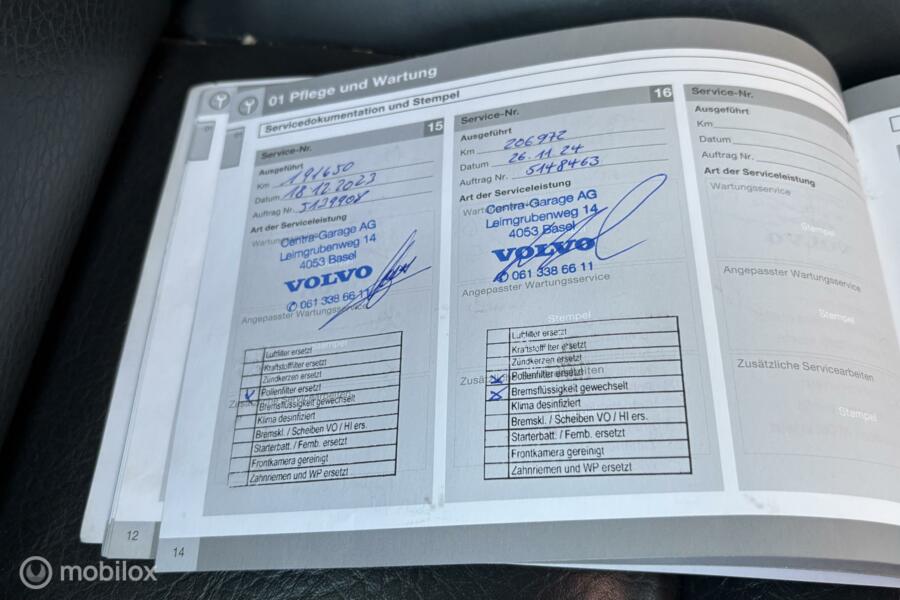 01 Pflege und Wartung
Servicedokumentation und Stempel
Service-Nr. 15
Ausgeführt
Km 191650
Datum 18.12.2023
Auftrag Nr. 5139908
Art der Serviceleistung
Wartungsservice
Centra-Garage AG
Leimgrubenweg 14
4053 Basel
VOLVO
✆ 061 338 66 11
Angepasster Wartungsservice
Stempel
Luftfilter ersetzt
Kraftstofffilter ersetzt
Zündkerzen ersetzt
Pollenfilter ersetzt
Zusätzliche Servicearbeiten
Bremsflüssigkeit gewechselt
Klima desinfiziert
Bremskl. / Scheiben VO / HI ers.
Starterbatt. / Fernb. ersetzt
Frontkamera gereinigt
Zahnriemen und WP ersetzt
Service-Nr. 16
Ausgeführt
Km 206972
Datum 26.11.24
Auftrag Nr. 5148463
Art der Serviceleistung
Centra-Garage AG
Leimgrubenweg 14
4053 Basel
VOLVO
✆ 061 338 66 11
Angepasster Wartungsservice
Stempel
Luftfilter ersetzt
Kraftstofffilter ersetzt
Zündkerzen ersetzt
Pollenfilter ersetzt
Zusätzliche Servicearbeiten
Bremsflüssigkeit gewechselt
Klima desinfiziert
Bremskl. / Scheiben VO / HI ers.
Starterbatt. / Fernb. ersetzt
Frontkamera gereinigt
Zahnriemen und WP ersetzt
Service-Nr.
Ausgeführt
Km
Datum
Auftrag Nr.
Art der Serviceleistung
Wartungsservice
Stempel
Angepasster Wartungsservice
Stempel
Zusätzliche Servicearbeiten
Stempel
12
14
mobilox